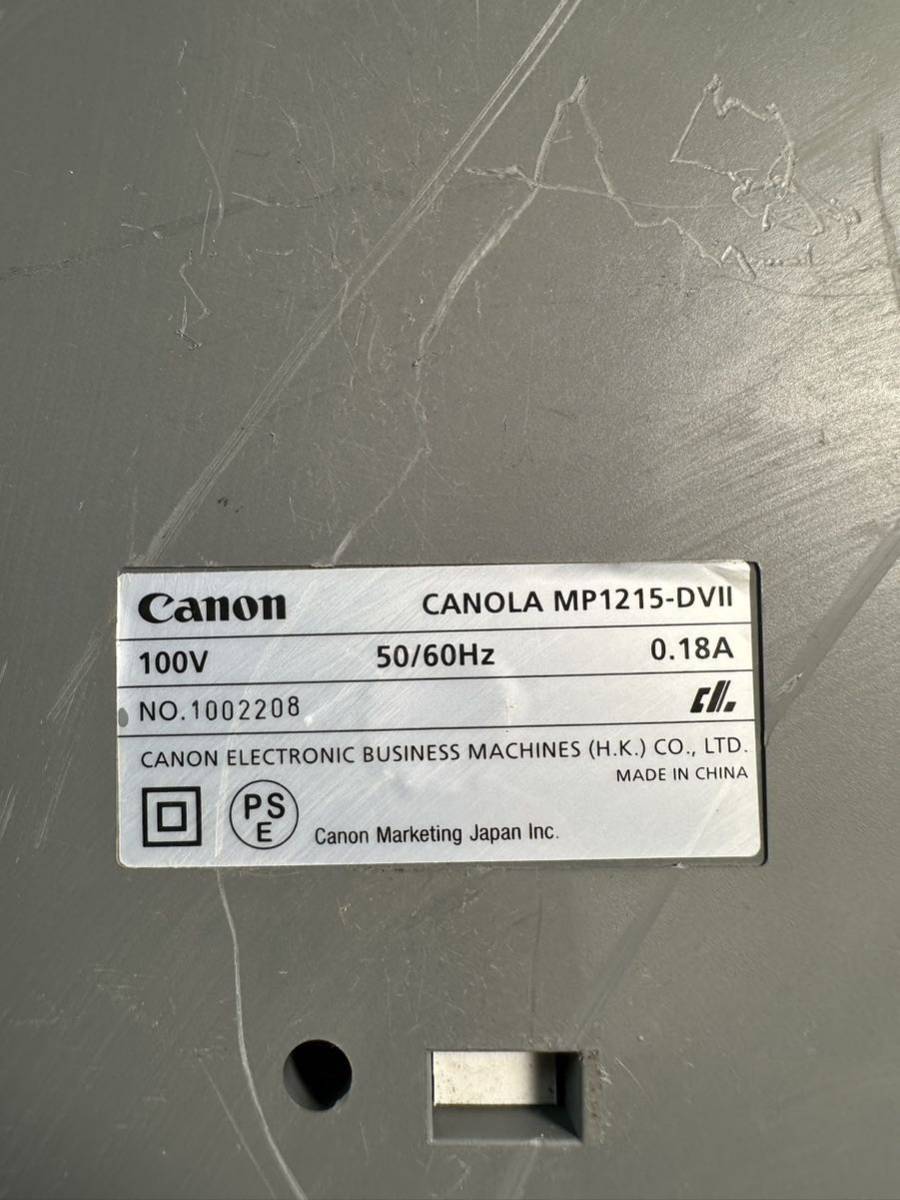 Canon CANOLA MP1215-DVII
100V 50/60Hz 0.18A
NO.1002208
CANON ELECTRONIC BUSINESS MACHINES (H.K.) CO., LTD.
MADE IN CHINA
PS
E
Canon Marketing Japan Inc.